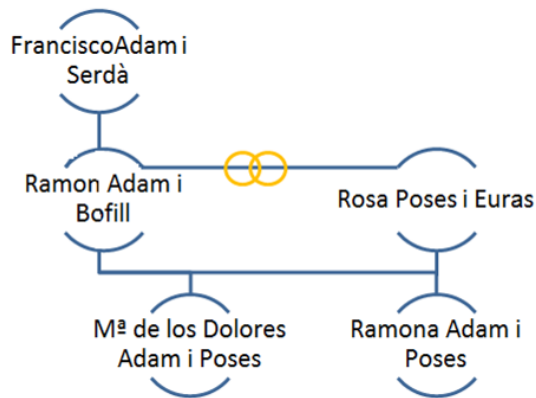 FranciscoAdam i
Serdà
Ramon Adam i
Bofill
Rosa Poses i Euras
Mª de los Dolores
Adam i Poses
Ramona Adam i
Poses